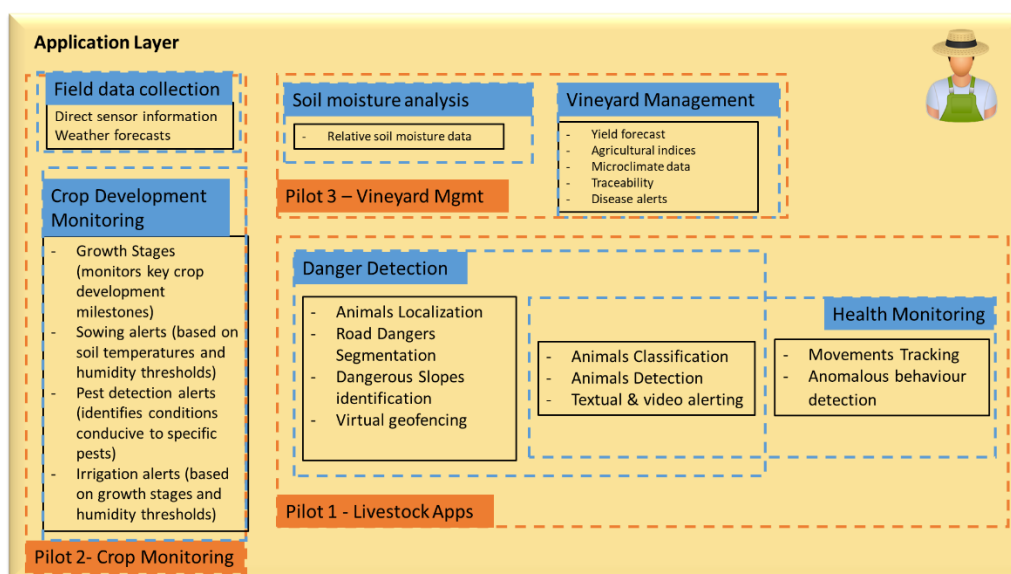 Application Layer
Field data collection
Direct sensor information
Weather forecasts
Crop Development
Monitoring
- Growth Stages
(monitors key crop
development
milestones)
- Sowing alerts (based on
soil temperatures and
humidity thresholds)
- Pest detection alerts
(identifies conditions
conducive to specific
pests)
- Irrigation alerts (based
on growth stages and
humidity thresholds)
Pilot 2- Crop Monitoring
Soil moisture analysis
- Relative soil moisture data
Vineyard Management
- Yield forecast
- Agricultural indices
- Microclimate data
- Traceability
- Disease alerts
Pilot 3 – Vineyard Mgmt
Danger Detection
- Animals Localization
- Road Dangers
Segmentation
- Dangerous Slopes
identification
- Virtual geofencing
- Animals Classification
- Animals Detection
- Textual & video alerting
Health Monitoring
- Movements Tracking
- Anomalous behaviour
detection
Pilot 1 - Livestock Apps